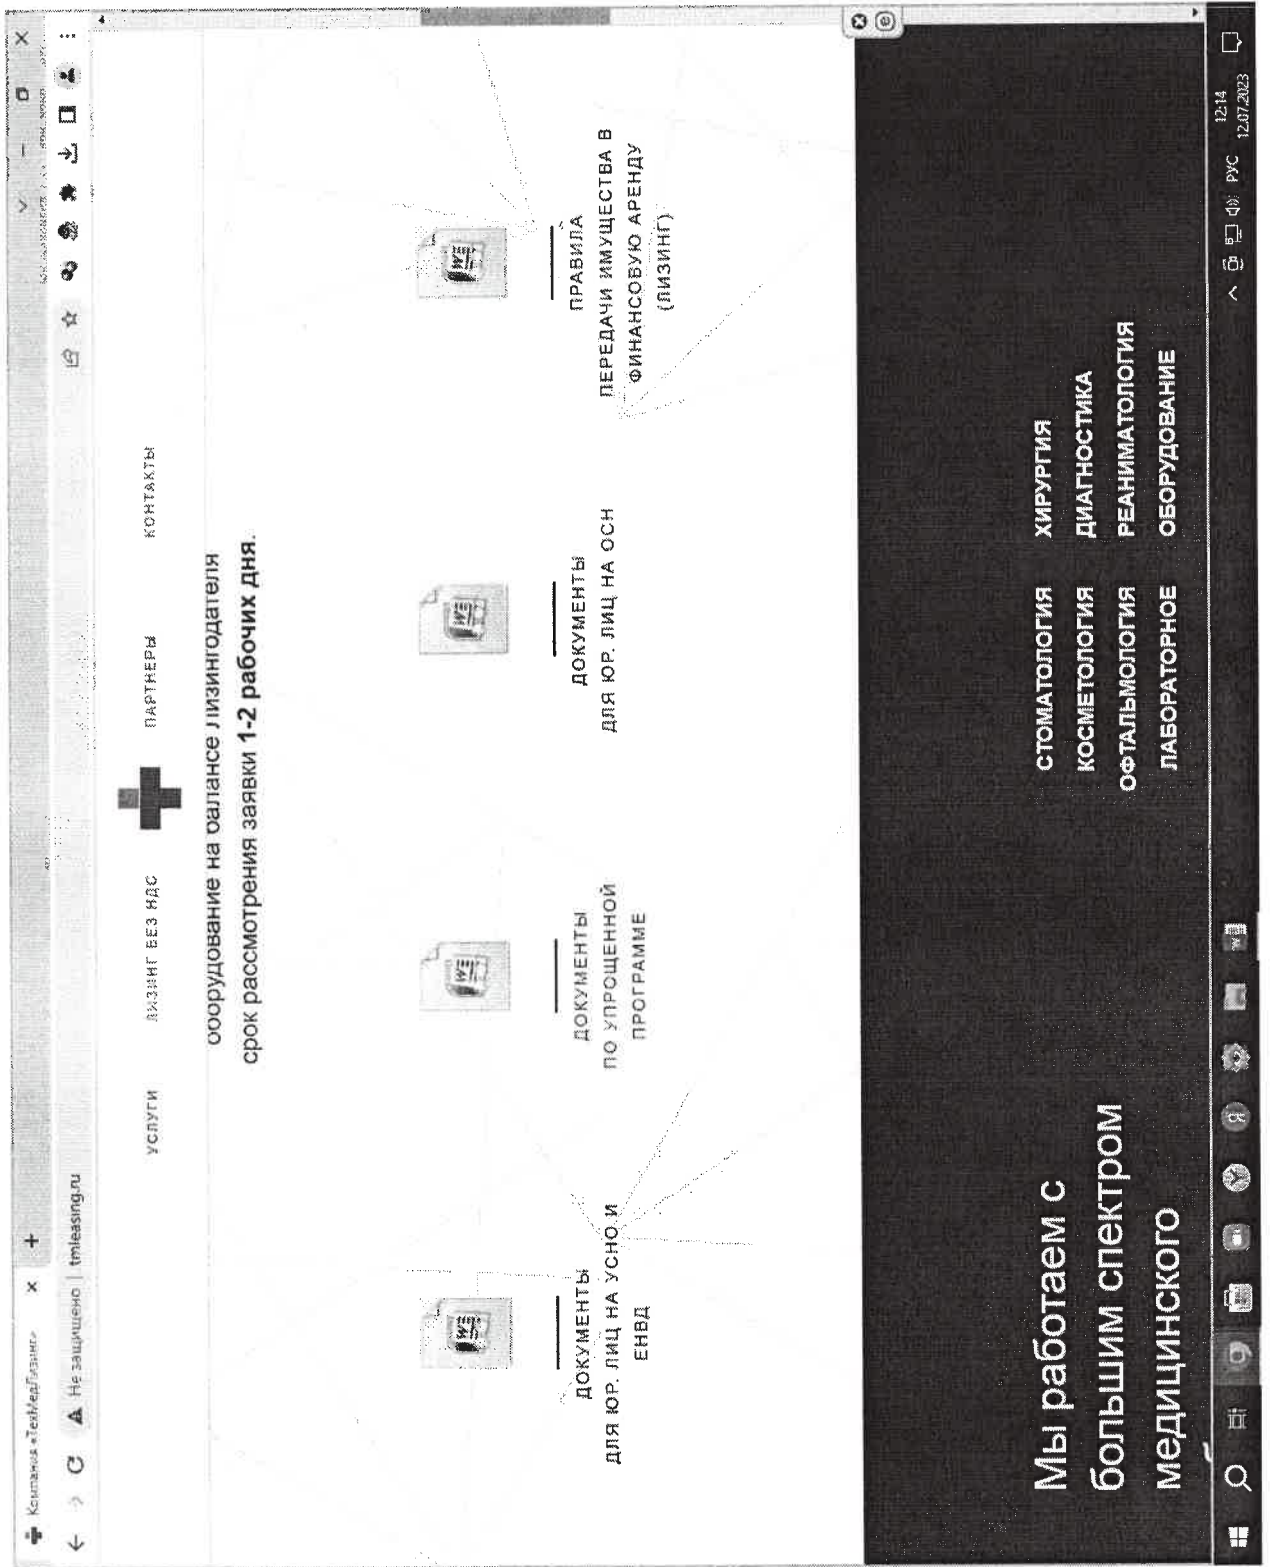 Компания «ТехМедЛизинг»
Не защищено | tmleasing.ru
УСЛУГИ
ЛИЗИНГ БЕЗ НДС
ПАРТНЕРЫ
КОНТАКТЫ
оборудование на балансе лизингодателя
срок рассмотрения заявки 1-2 рабочих дня.
ДОКУМЕНТЫ
ДЛЯ ЮР. ЛИЦ НА УСНО И
ЕНВД
ДОКУМЕНТЫ
ПО УПРОЩЕННОЙ
ПРОГРАММЕ
ДОКУМЕНТЫ
ДЛЯ ЮР. ЛИЦ НА ОСН
ПРАВИЛА
ПЕРЕДАЧИ ИМУЩЕСТВА В
ФИНАНСОВУЮ АРЕНДУ
(ЛИЗИНГ)
Мы работаем с
большим спектром
медицинского
СТОМАТОЛОГИЯ
КОСМЕТОЛОГИЯ
ОФТАЛЬМОЛОГИЯ
ЛАБОРАТОРНОЕ
ХИРУРГИЯ
ДИАГНОСТИКА
РЕАНИМАТОЛОГИЯ
ОБОРУДОВАНИЕ
РУС
12:14
12.07.2023